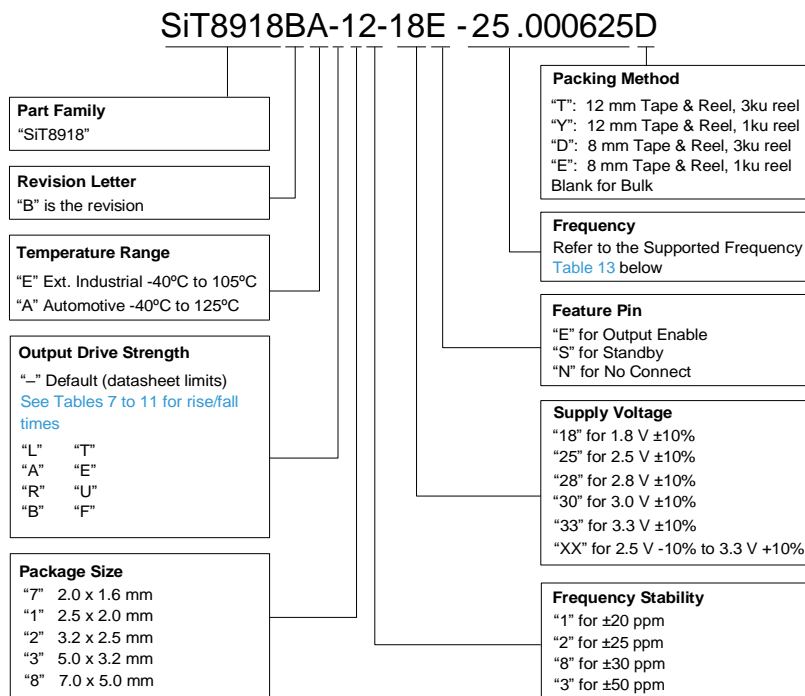 SiT8918BA-12-18E -25.000625D
Part Family
“SiT8918”
Revision Letter
“B” is the revision
Temperature Range
“E” Ext. Industrial -40ºC to 105ºC
“A” Automotive -40ºC to 125ºC
Output Drive Strength
“–” Default (datasheet limits)
See Tables 7 to 11 for rise/fall
times
“L” “T”
“A” “E”
“R” “U”
“B” “F”
Package Size
“7” 2.0 x 1.6 mm
“1” 2.5 x 2.0 mm
“2” 3.2 x 2.5 mm
“3” 5.0 x 3.2 mm
“8” 7.0 x 5.0 mm
Packing Method
“T”: 12 mm Tape & Reel, 3ku reel
“Y”: 12 mm Tape & Reel, 1ku reel
“D”: 8 mm Tape & Reel, 3ku reel
“E”: 8 mm Tape & Reel, 1ku reel
Blank for Bulk
Frequency
Refer to the Supported Frequency
Table 13 below
Feature Pin
“E” for Output Enable
“S” for Standby
“N” for No Connect
Supply Voltage
“18” for 1.8 V ±10%
“25” for 2.5 V ±10%
“28” for 2.8 V ±10%
“30” for 3.0 V ±10%
“33” for 3.3 V ±10%
“XX” for 2.5 V -10% to 3.3 V +10%
Frequency Stability
“1” for ±20 ppm
“2” for ±25 ppm
“8” for ±30 ppm
“3” for ±50 ppm